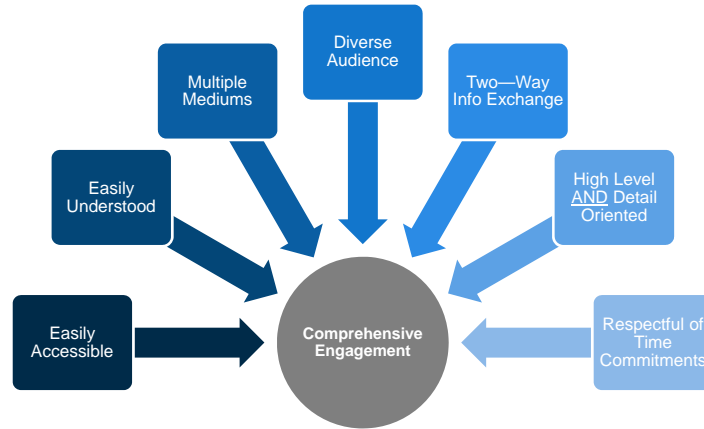 Diverse
Audience
Multiple
Mediums
Two—Way
Info Exchange
Easily
Understood
High Level
AND Detail
Oriented
Easily
Accessible
Comprehensive
Engagement
Respectful of
Time
Commitments